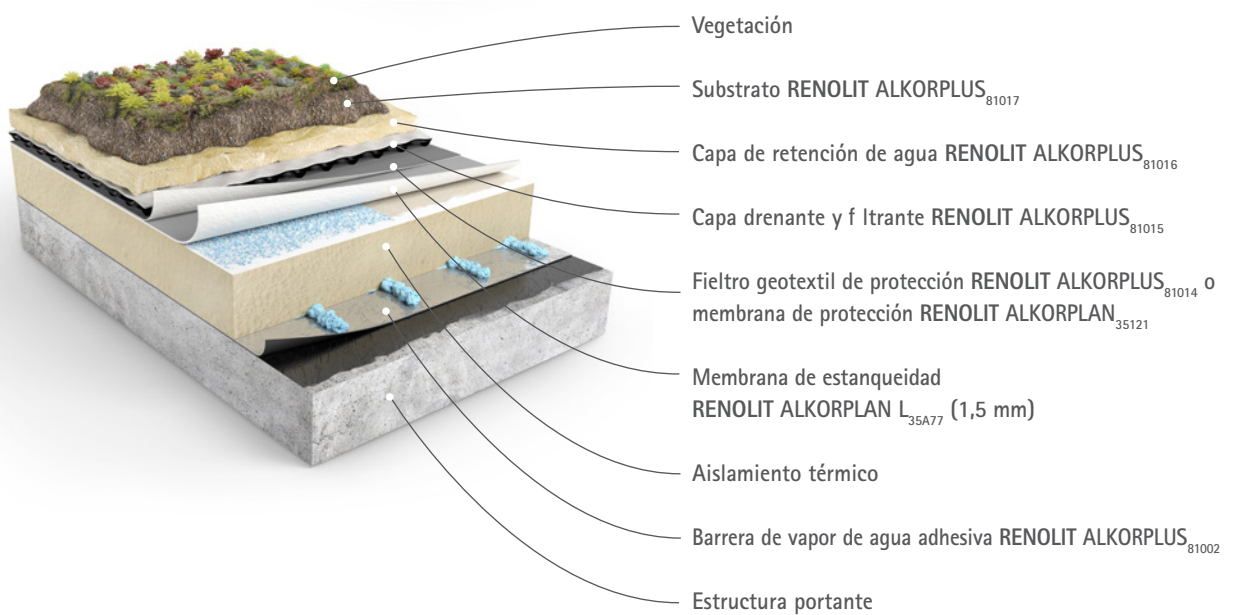 Vegetación
Substrato RENOLIT ALKORPLUS81017
Capa de retención de agua RENOLIT ALKORPLUS81016
Capa drenante y f ltrante RENOLIT ALKORPLUS81015
Fieltro geotextil de protección RENOLIT ALKORPLUS81014 o
membrana de protección RENOLIT ALKORPLAN35121
Membrana de estanqueidad
RENOLIT ALKORPLAN L35A77 (1,5 mm)
Aislamiento térmico
Barrera de vapor de agua adhesiva RENOLIT ALKORPLUS81002
Estructura portante